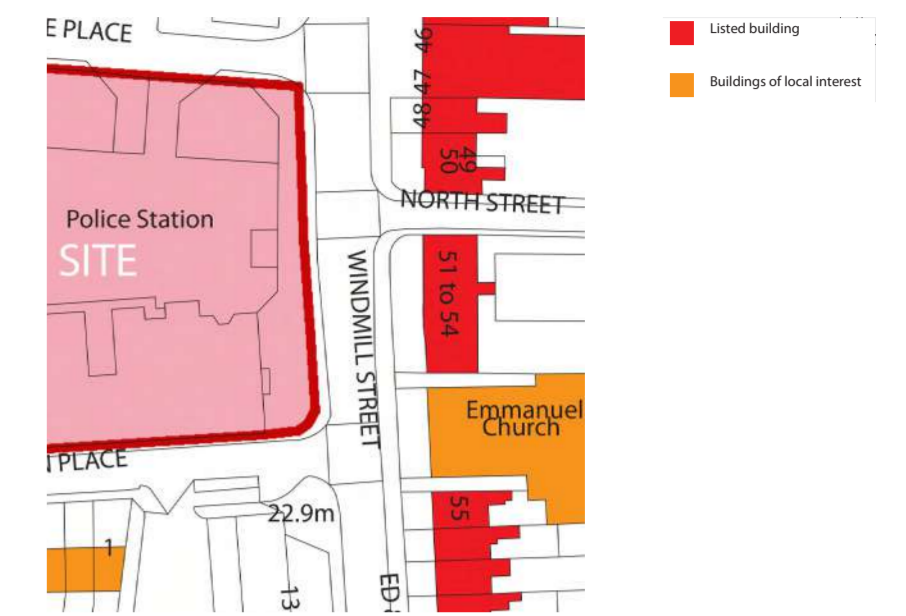 E PLACE
46
47
48
49
50
NORTH STREET
Police Station
SITE
WINDMILL STREET
51 to 54
Emmanuel
Church
PLACE
55
22.9m
1
13
ED
Listed building
Buildings of local interest